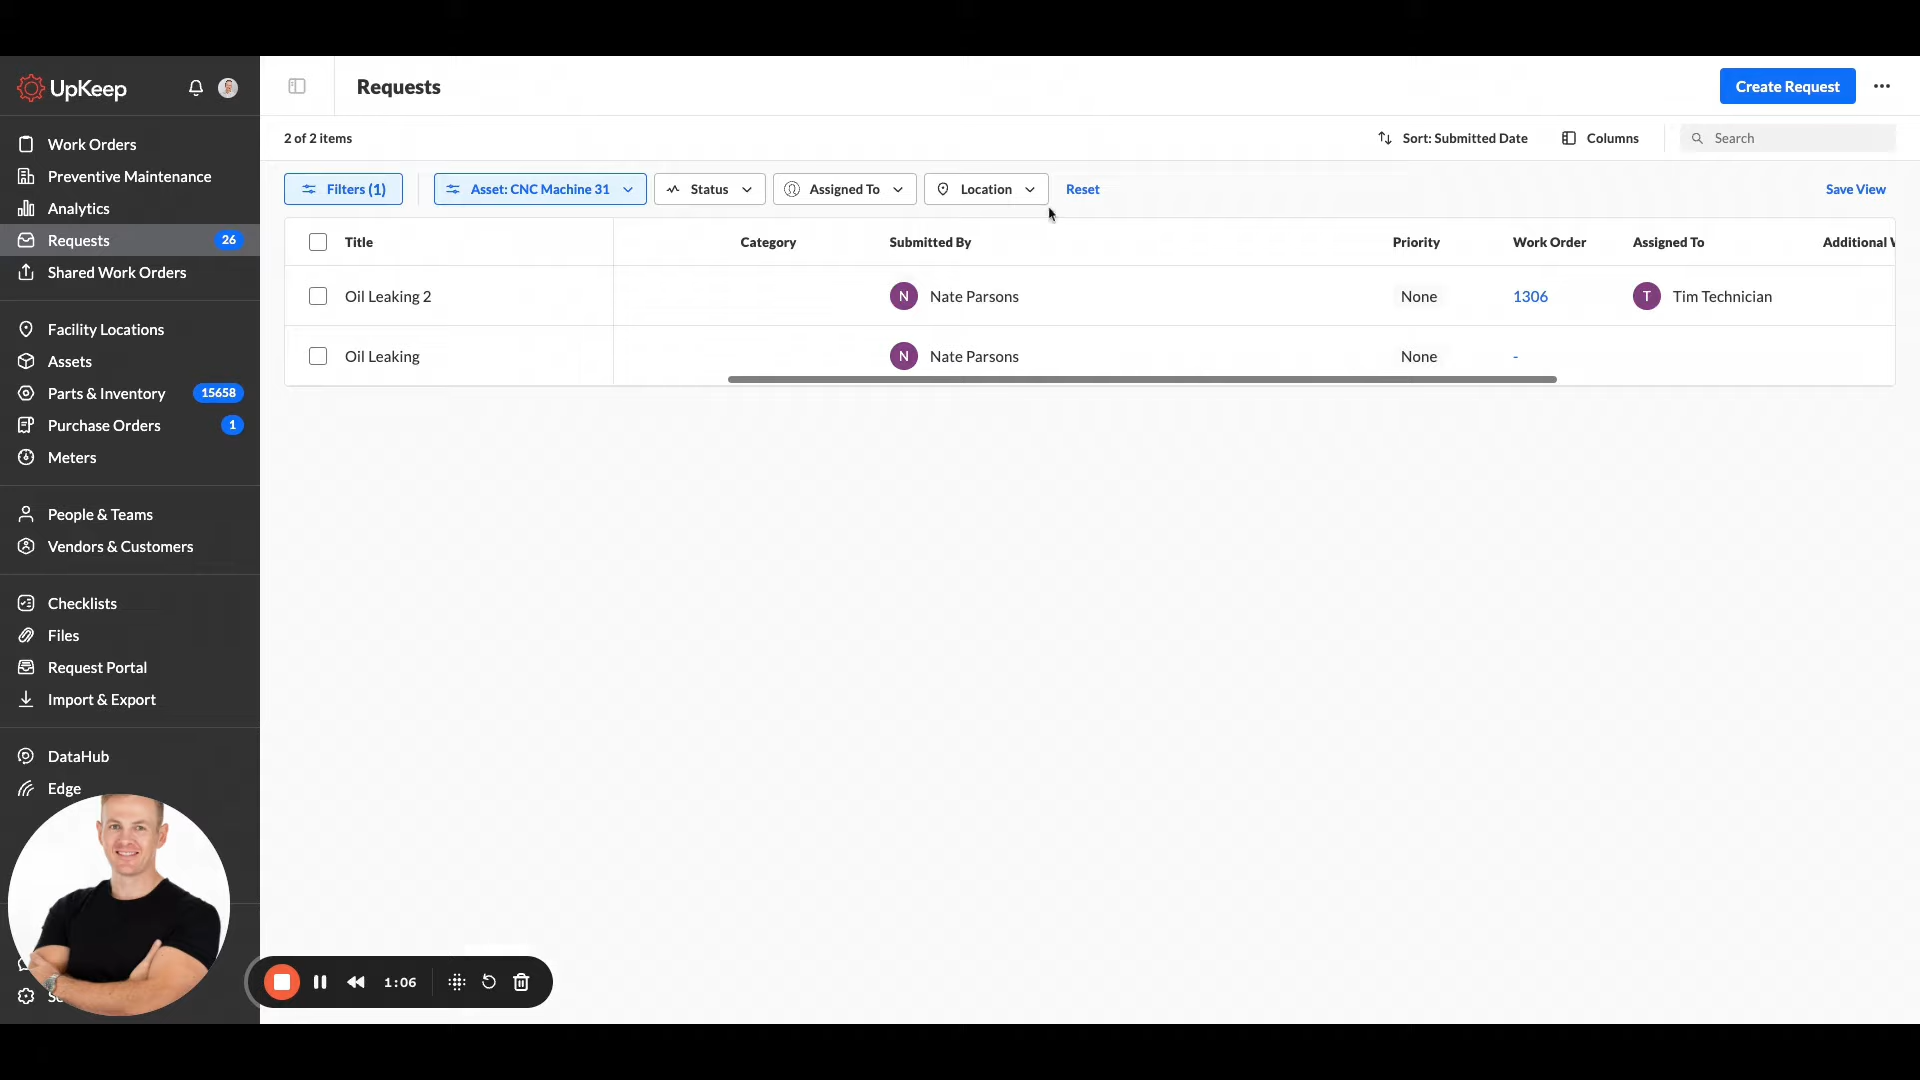 UpKeep
Requests
Create Request
Work Orders
Preventive Maintenance
Analytics
Requests 26
Shared Work Orders
Facility Locations
Assets
Parts & Inventory 15658
Purchase Orders 1
Meters
People & Teams
Vendors & Customers
Checklists
Files
Request Portal
Import & Export
DataHub
Edge
2 of 2 items
Sort: Submitted Date
Columns
Search
Filters (1)
Asset: CNC Machine 31
Status
Assigned To
Location
Reset
Save View
Title Category Submitted By Priority Work Order Assigned To Additional
Oil Leaking 2 N Nate Parsons None 1306 T Tim Technician
Oil Leaking N Nate Parsons None -
1:06